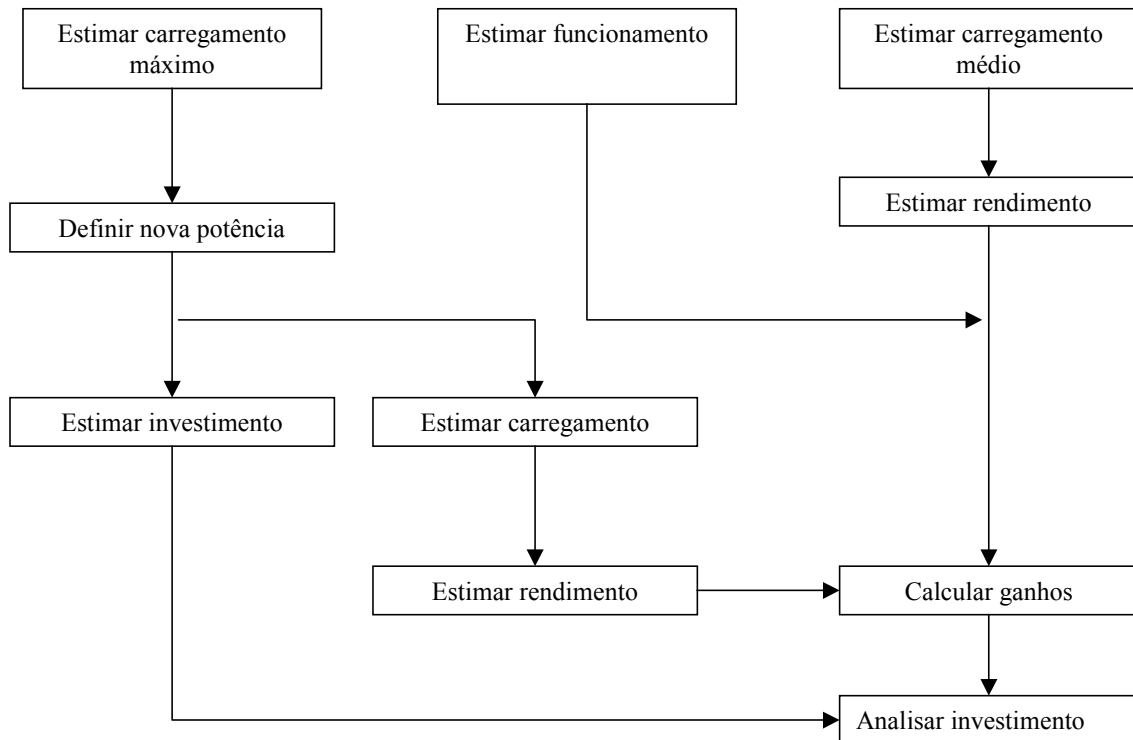 Estimar carregamento
máximo
Estimar funcionamento
Estimar carregamento
médio
Estimar rendimento
Definir nova potência
Estimar investimento
Estimar carregamento
Estimar rendimento
Calcular ganhos
Analisar investimento